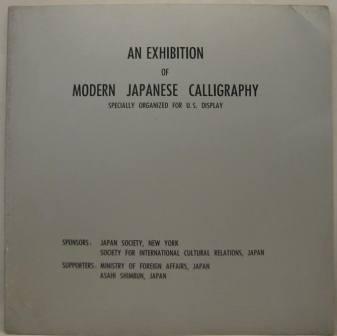 AN EXHIBITION
OF
MODERN JAPANESE CALLIGRAPHY
SPECIALLY ORGANIZED FOR U.S. DISPLAY
SPONSORS: JAPAN SOCIETY, NEW YORK
SOCIETY FOR INTERNATIONAL CULTURAL RELATIONS, JAPAN
SUPPORTERS: MINISTRY OF FOREIGN AFFAIRS, JAPAN
ASAHI SHIMBUN, JAPAN